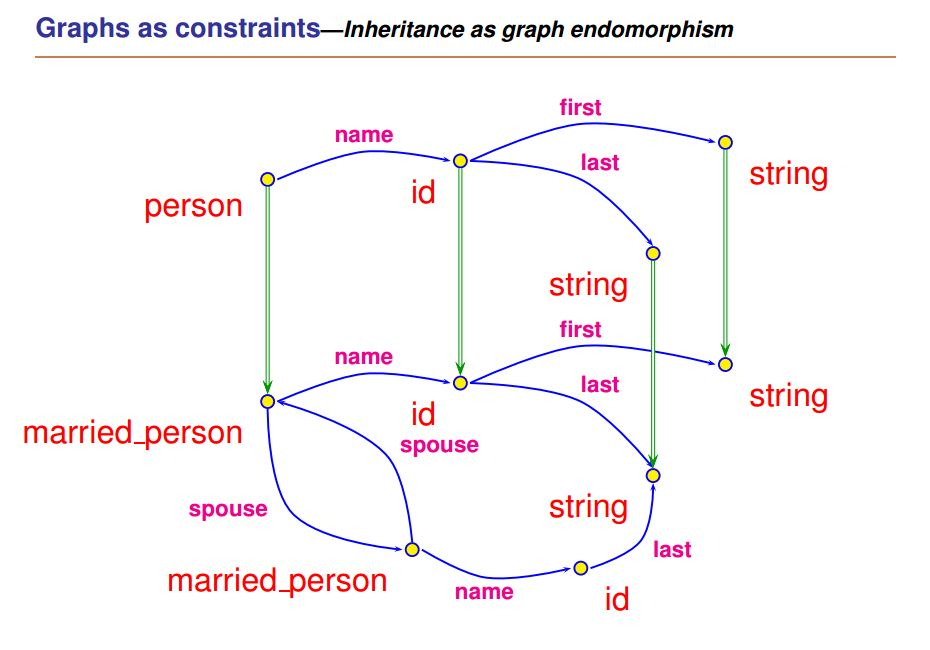 Graphs as constraints—Inheritance as graph endomorphism
first
name
last
string
id
person
string
first
name
last
string
id
married_person
spouse
string
spouse
last
married_person
name
id